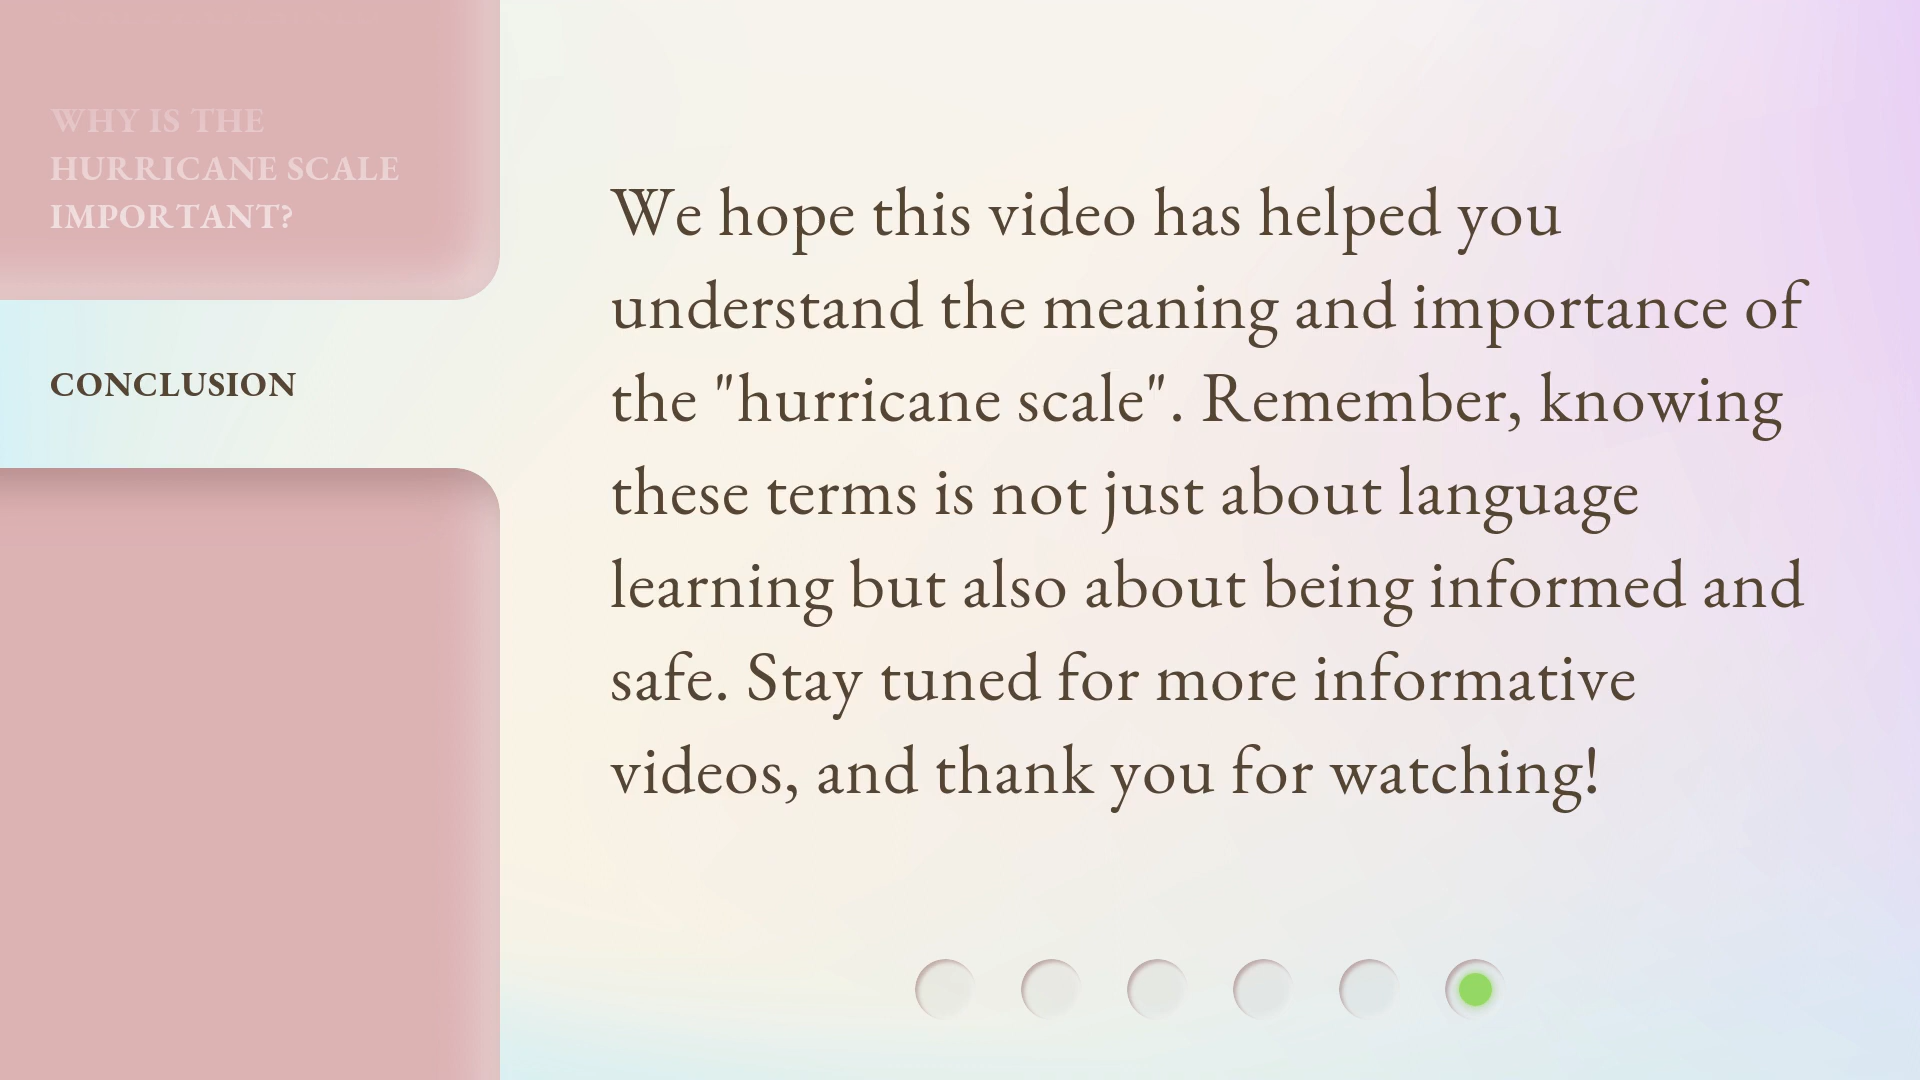 WHY IS THE
HURRICANE SCALE
IMPORTANT?
CONCLUSION
We hope this video has helped you
understand the meaning and importance of
the "hurricane scale". Remember, knowing
these terms is not just about language
learning but also about being informed and
safe. Stay tuned for more informative
videos, and thank you for watching!